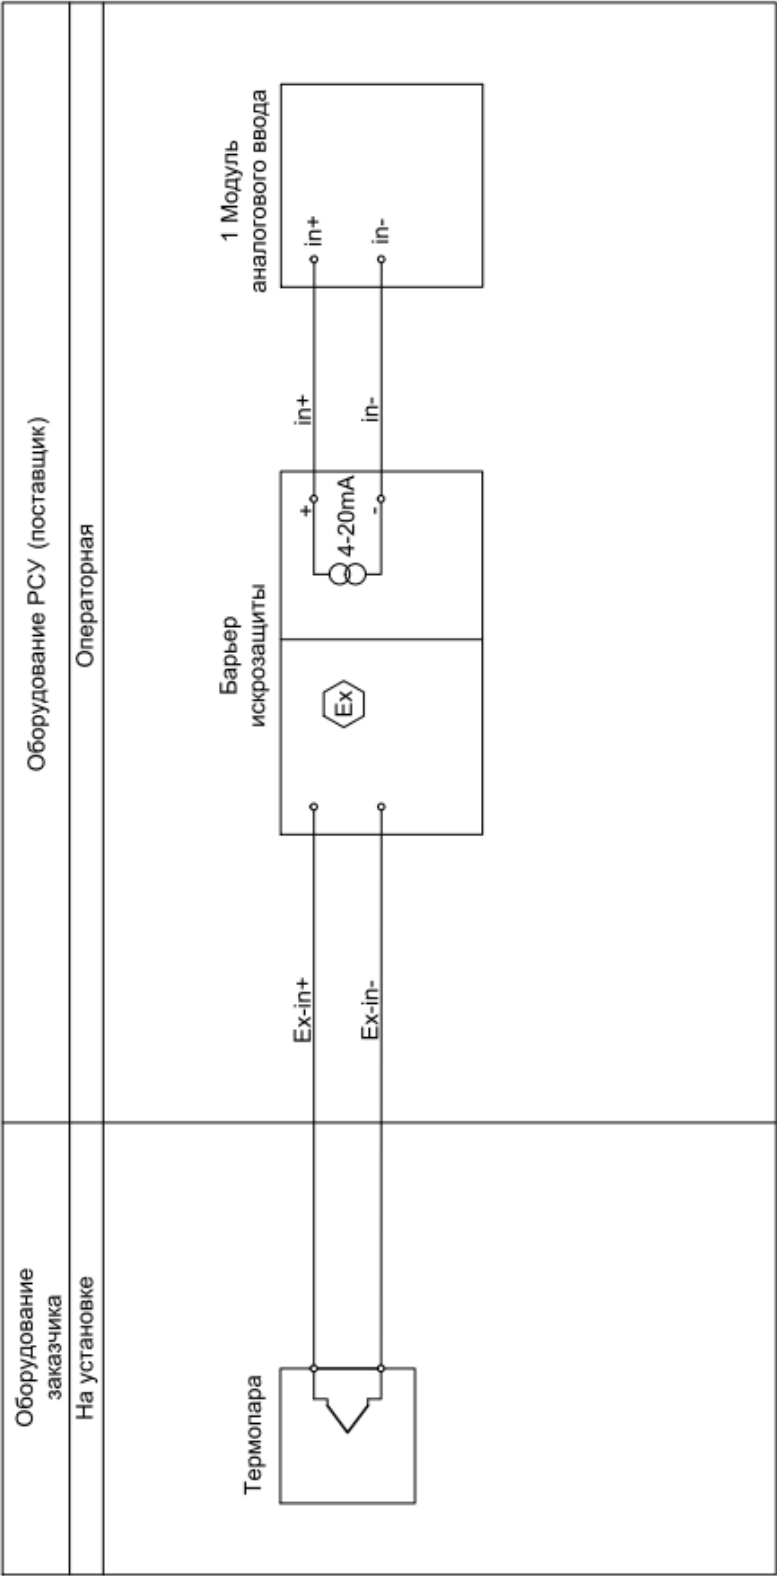 Оборудование
заказчика
Оборудование РСУ (поставщик)
На установке
Операторная
Термопара
Ex-in+
Ex-in-
Барьер
искрозащиты
Ex
+
4-20mA
-
in+
in-
1 Модуль
аналогового ввода
in+
in-